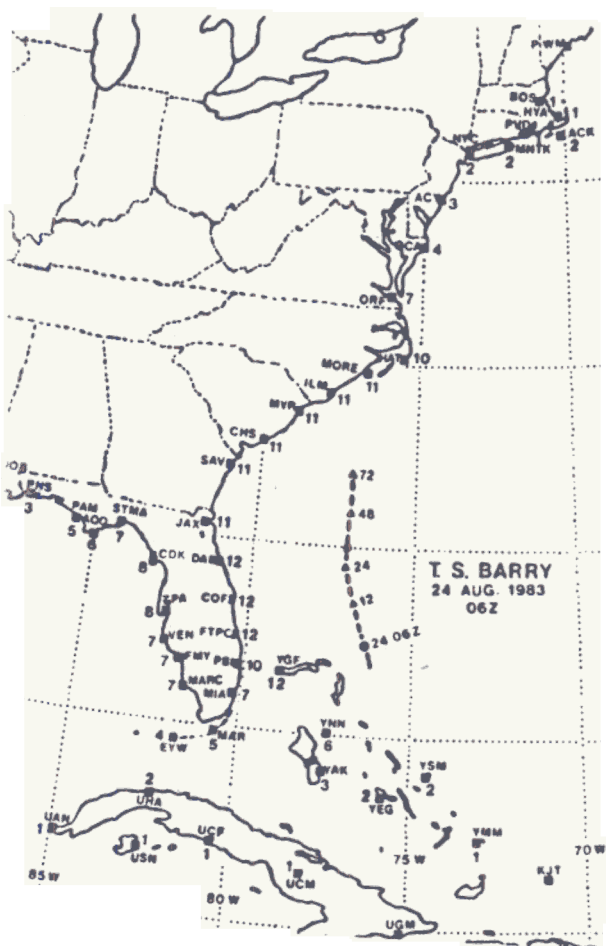 PWM
BOS 1
HYA 1
PVD
ACK
2
NYC
2
MNTK
2
AC 3
4
ORF 7
HAT 10
MORE
11
ILM
11
MYR
11
CHS
11
SAV 11
PNS
3
PAM
5
AOO
6
STMA
7
JAX 11
CDK
8
DA 12
TPA
8
COF 12
VEN
7
FTPC 12
FMY
7
PB 10
MARC
7
MIA 7
YGF
12
MAR
5
4
EYW
72
48
24
12
24 06Z
T. S. BARRY
24 AUG. 1983
06Z
YNN
6
YAK
3
YSM
2
2
YEG
YMM
1
KJT
2
UHA
UAN
1
1
USN
UCF
1
1
UCM
UGM
85 W
80 W
75 W
70 W